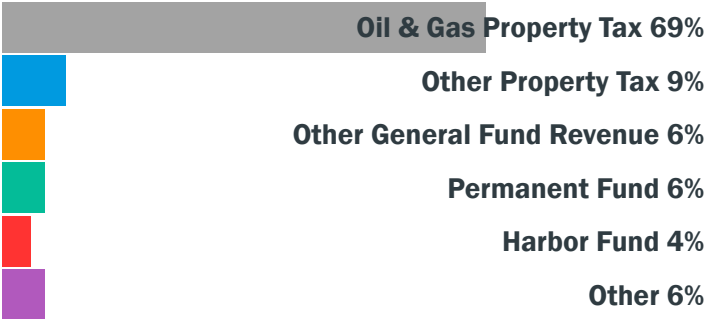 Oil & Gas Property Tax 69%
Other Property Tax 9%
Other General Fund Revenue 6%
Permanent Fund 6%
Harbor Fund 4%
Other 6%